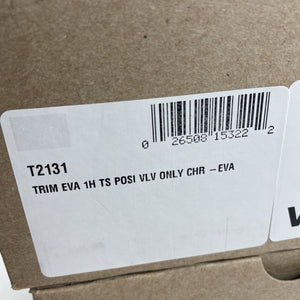 0 26508 15322 2
T2131
TRIM EVA 1H TS POSI VLV ONLY CHR -EVA